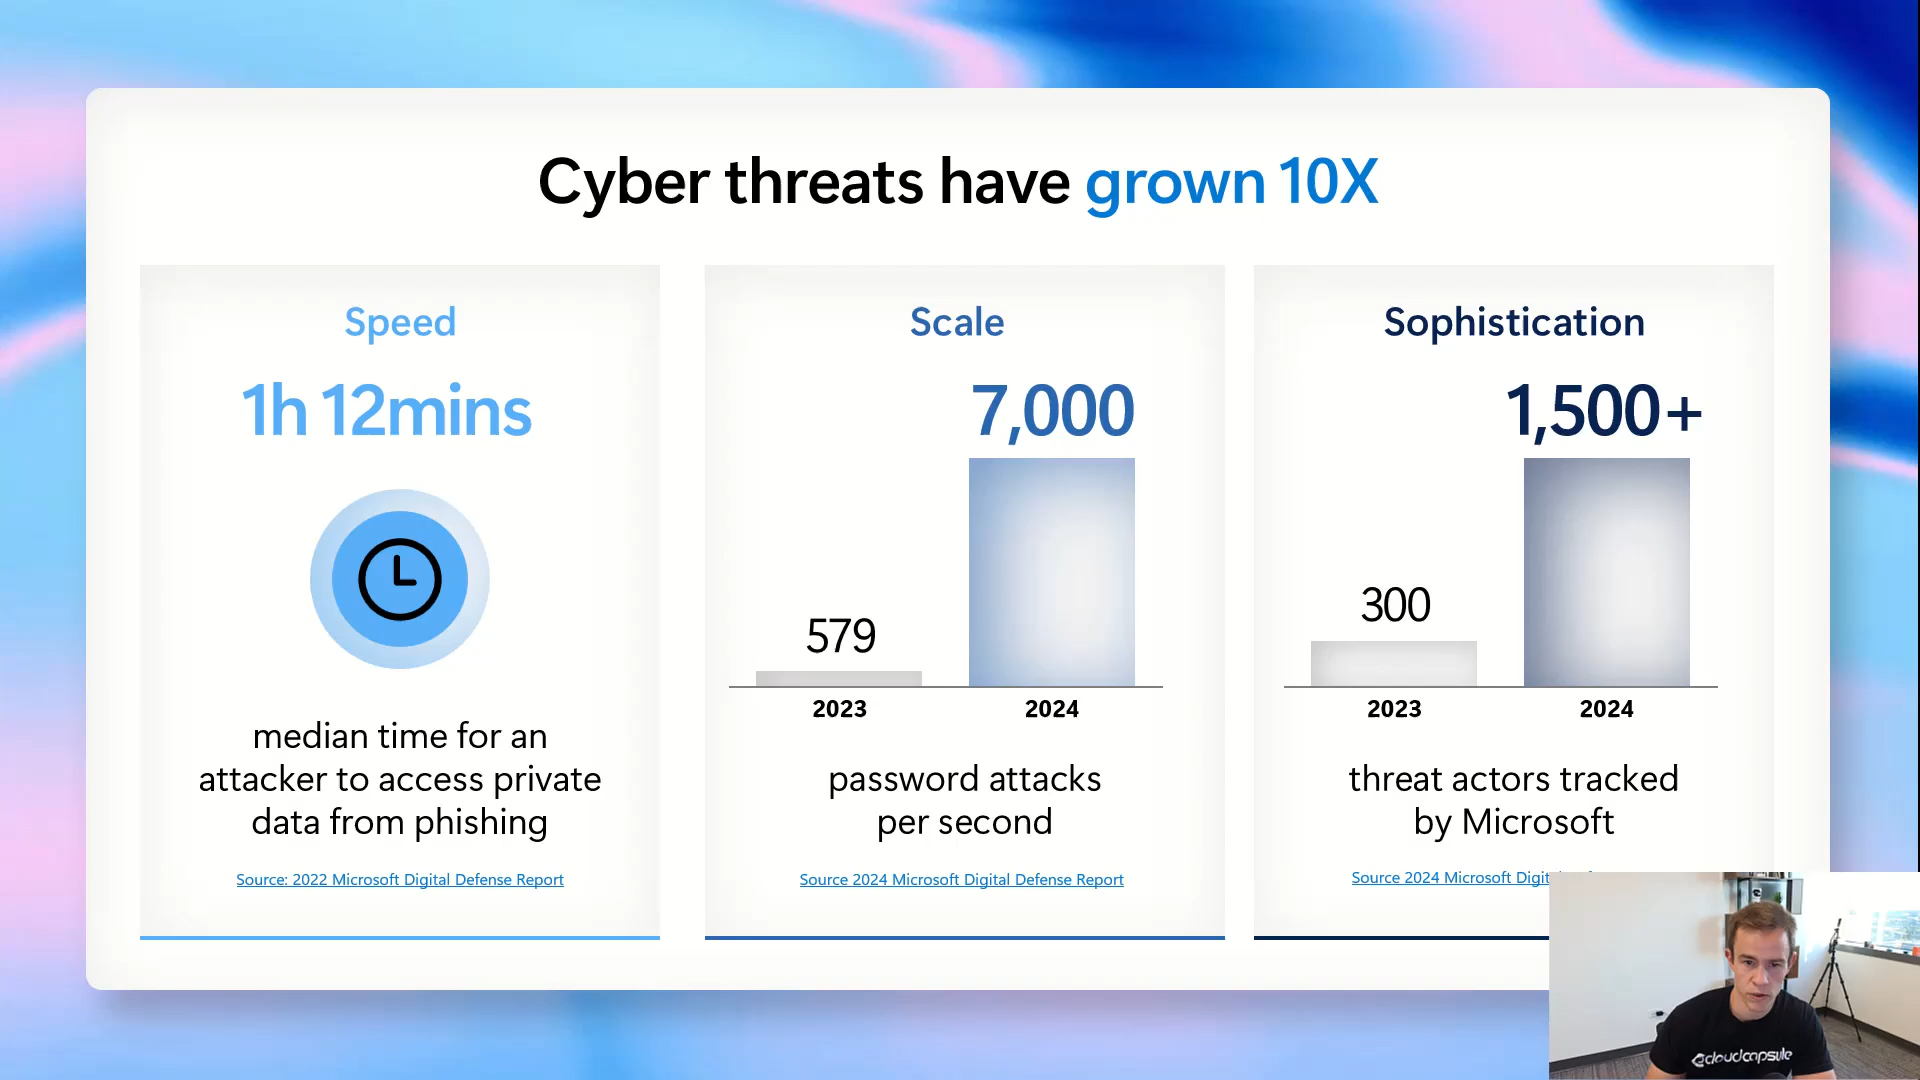 Cyber threats have grown 10X
Speed
1h 12mins
median time for an
attacker to access private
data from phishing
Source: 2022 Microsoft Digital Defense Report
Scale
7,000
579
2023 2024
password attacks
per second
Source 2024 Microsoft Digital Defense Report
Sophistication
1,500+
300
2023 2024
threat actors tracked
by Microsoft
Source 2024 Microsoft
cloudcapsule